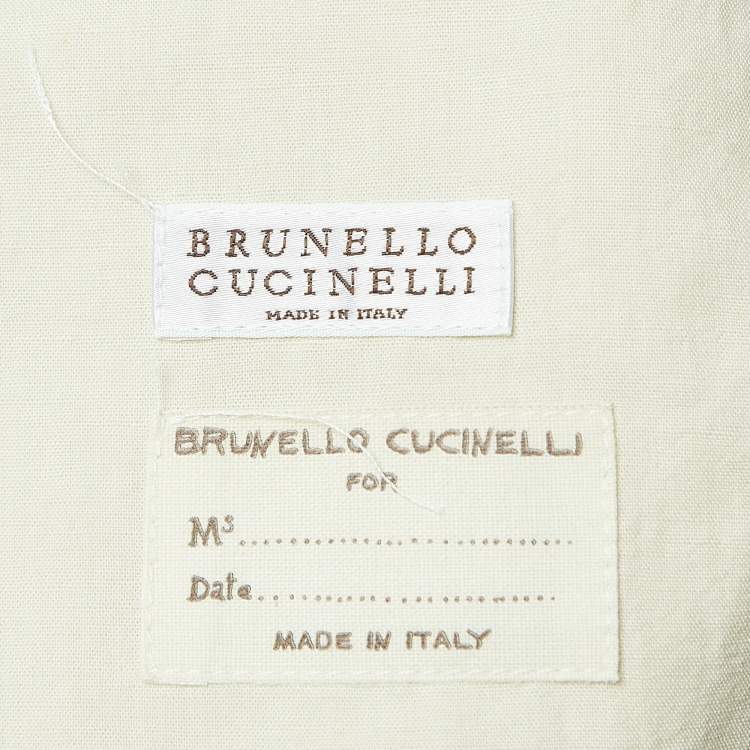 BRUNELLO
CUCINELLI
MADE IN ITALY
BRUNELLO CUCINELLI
FOR
Ms..............................
Date..............................
MADE IN ITALY